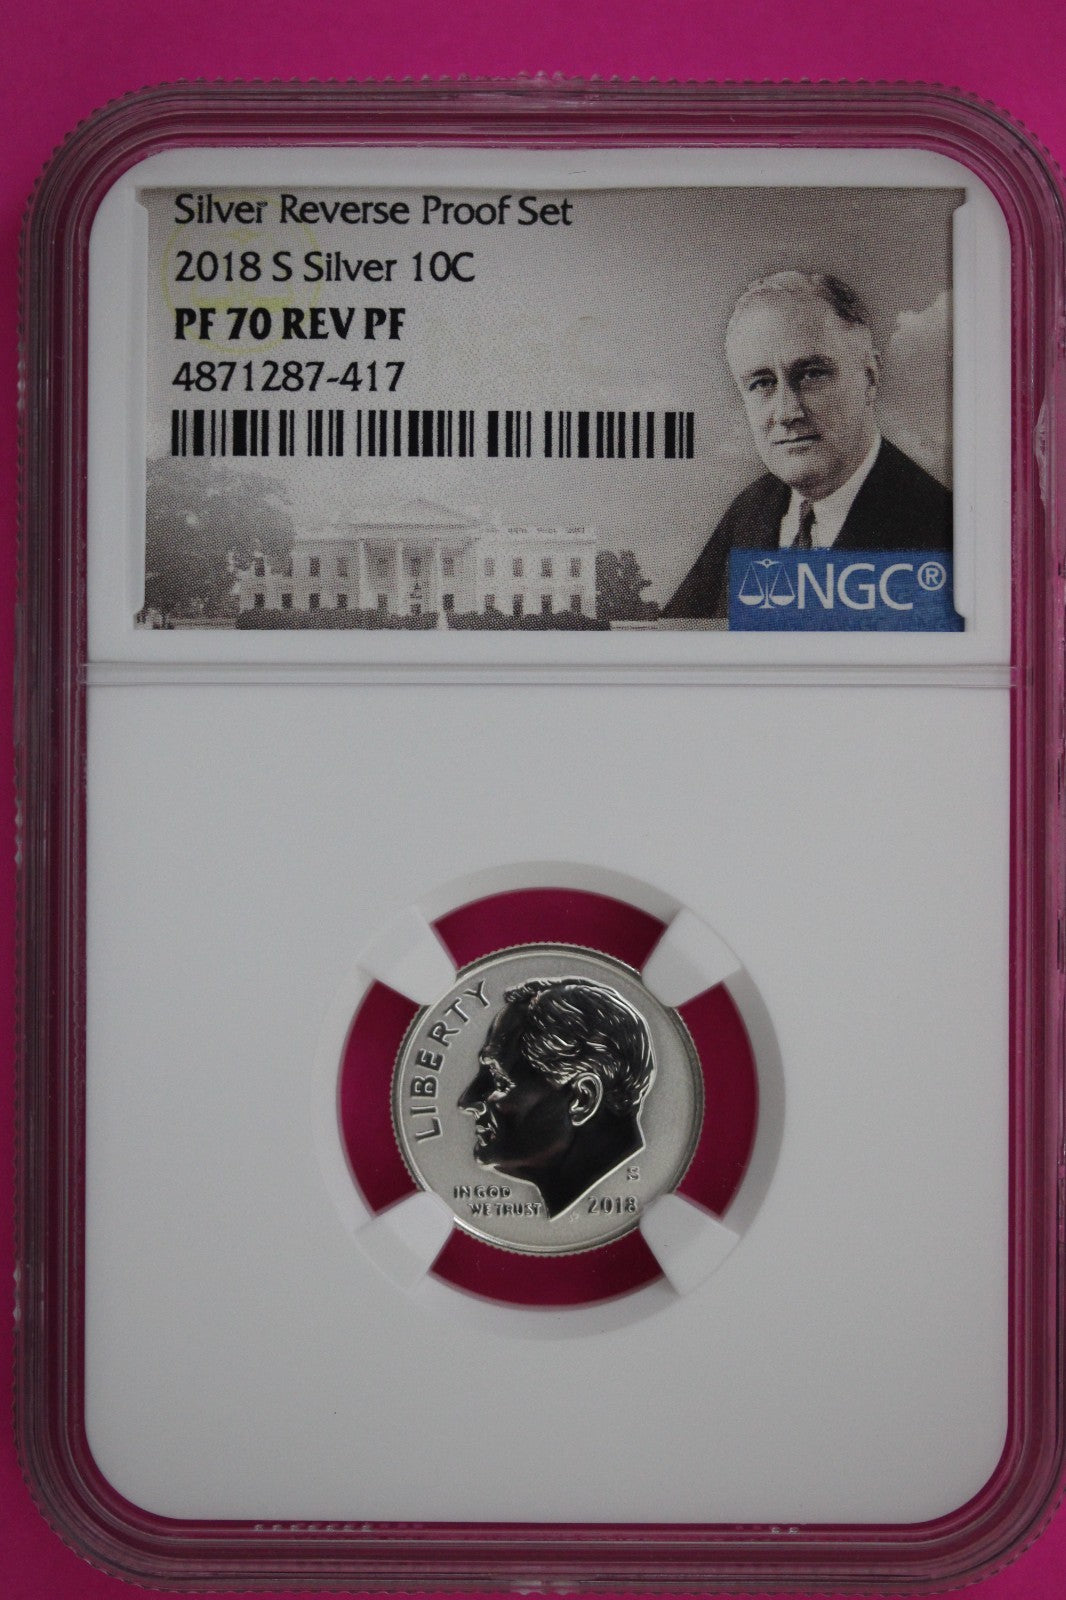 Silver Reverse Proof Set
2018 S Silver 10C
PF 70 REV PF
4871287-417
NGC®
LIBERTY
IN GOD
WE TRUST
S
2018